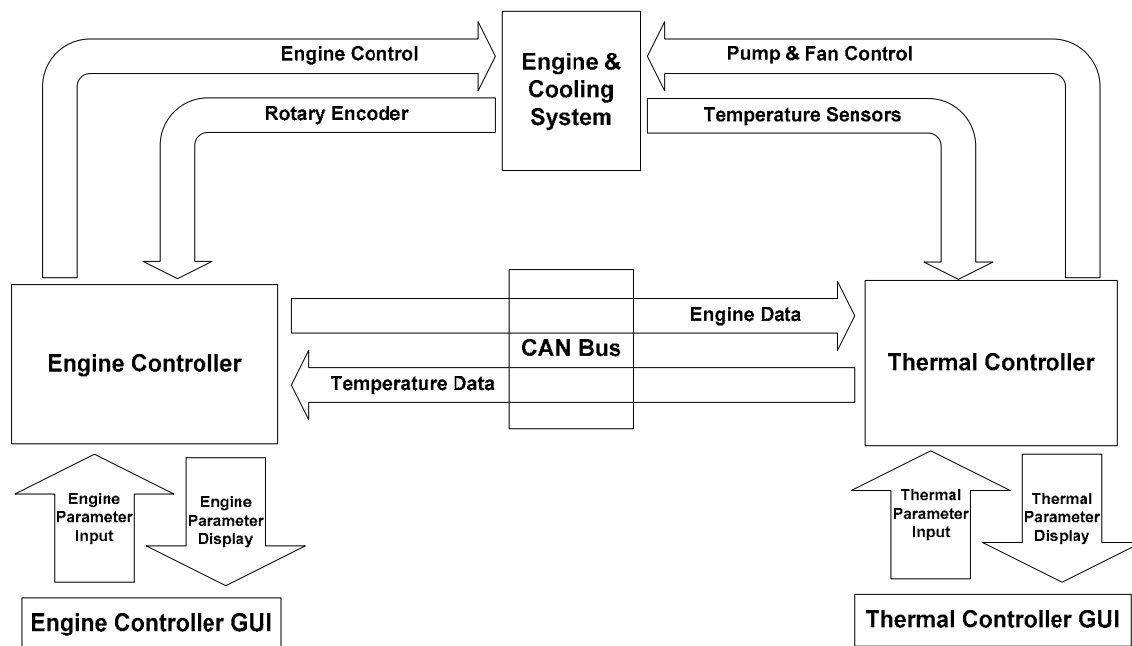 Engine Control
Engine &
Cooling
System
Pump & Fan Control
Rotary Encoder
Temperature Sensors
Engine Controller
Engine Data
CAN Bus
Temperature Data
Thermal Controller
Engine
Parameter
Input
Engine
Parameter
Display
Thermal
Parameter
Input
Thermal
Parameter
Display
Engine Controller GUI
Thermal Controller GUI